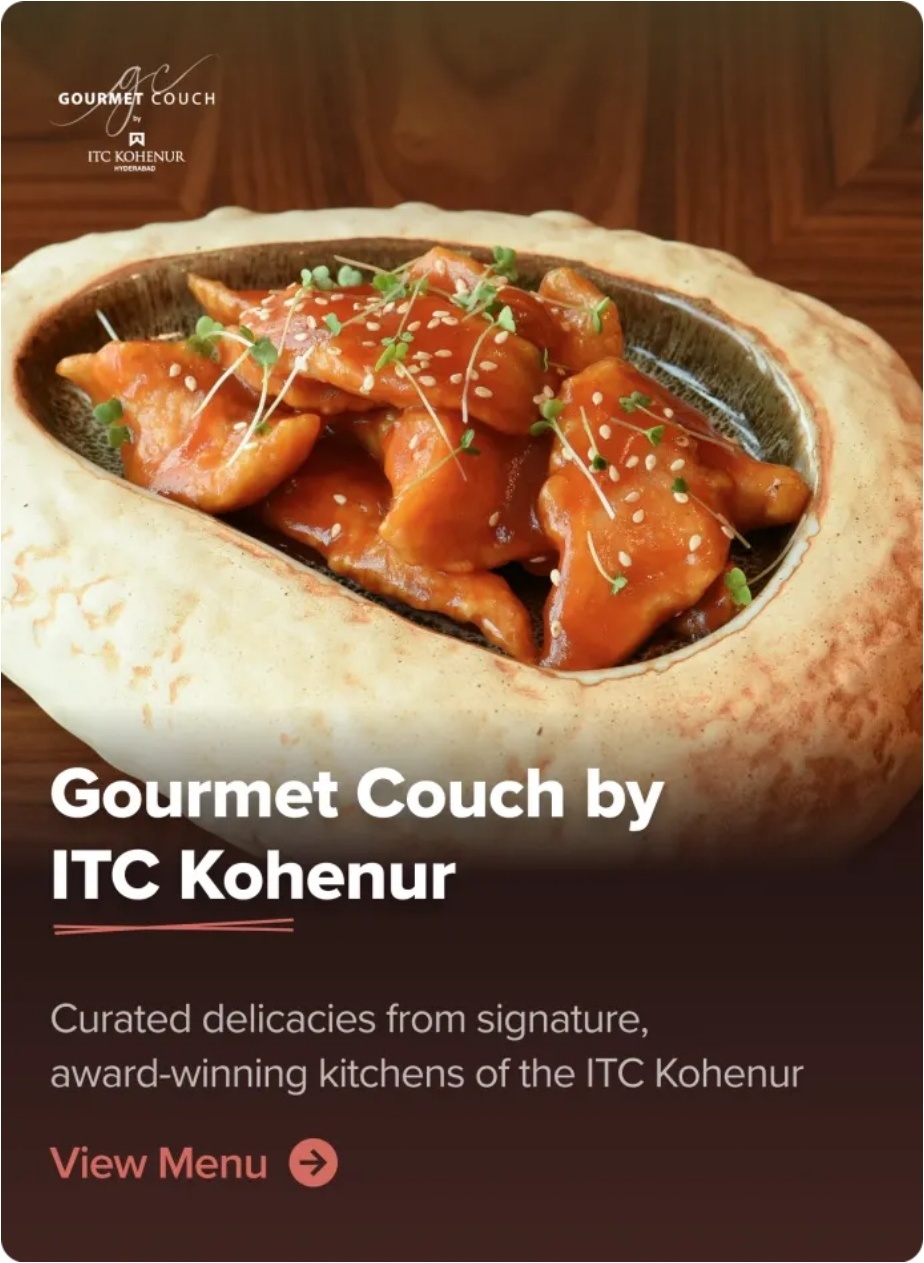 gc
GOURMET COUCH
by
ITC KOHENUR
HYDERABAD
Gourmet Couch by
ITC Kohenur
Curated delicacies from signature,
award-winning kitchens of the ITC Kohenur
View Menu